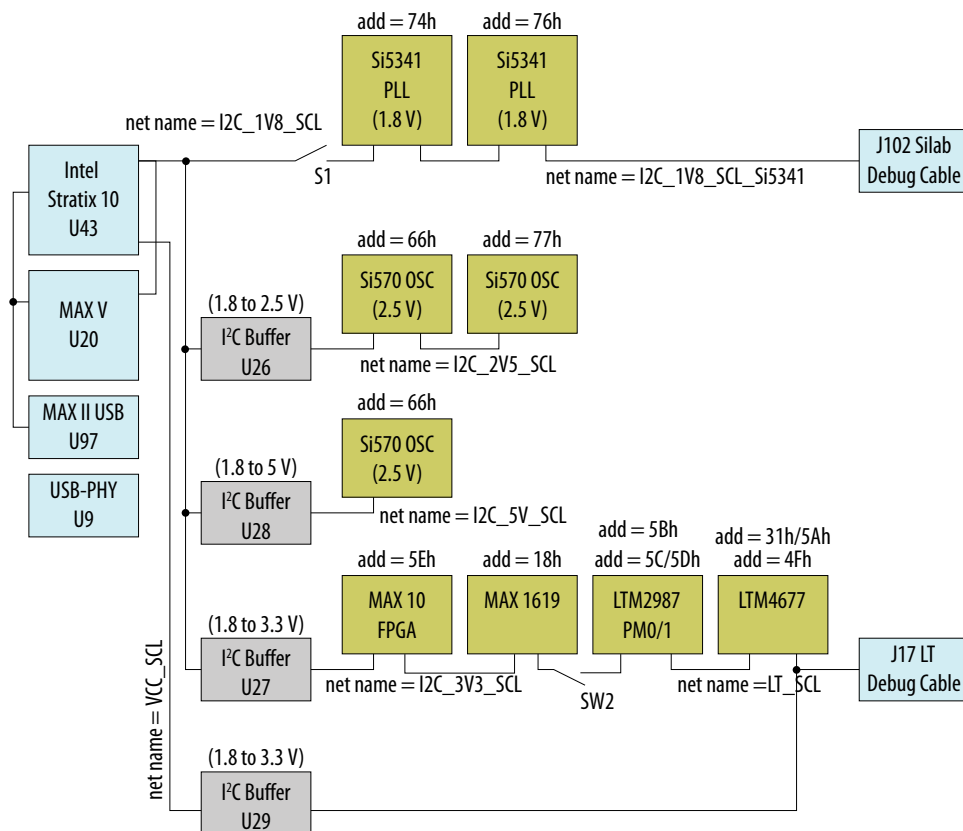 add = 74h
add = 76h
Si5341
PLL
(1.8 V)
Si5341
PLL
(1.8 V)
net name = I2C_1V8_SCL
S1
net name = I2C_1V8_SCL_Si5341
J102 Silab
Debug Cable
Intel
Stratix 10
U43
MAX V
U20
MAX II USB
U97
USB-PHY
U9
add = 66h
add = 77h
Si570 OSC
(2.5 V)
Si570 OSC
(2.5 V)
(1.8 to 2.5 V)
I²C Buffer
U26
net name = I2C_2V5_SCL
add = 66h
Si570 OSC
(2.5 V)
(1.8 to 5 V)
I²C Buffer
U28
net name = I2C_5V_SCL
add = 5Eh
add = 18h
add = 5Bh
add = 5C/5Dh
add = 31h/5Ah
add = 4Fh
MAX 10
FPGA
MAX 1619
LTM2987
PM0/1
LTM4677
(1.8 to 3.3 V)
I²C Buffer
U27
net name = I2C_3V3_SCL
SW2
net name =LT_SCL
J17 LT
Debug Cable
net name = VCC_SCL
(1.8 to 3.3 V)
I²C Buffer
U29